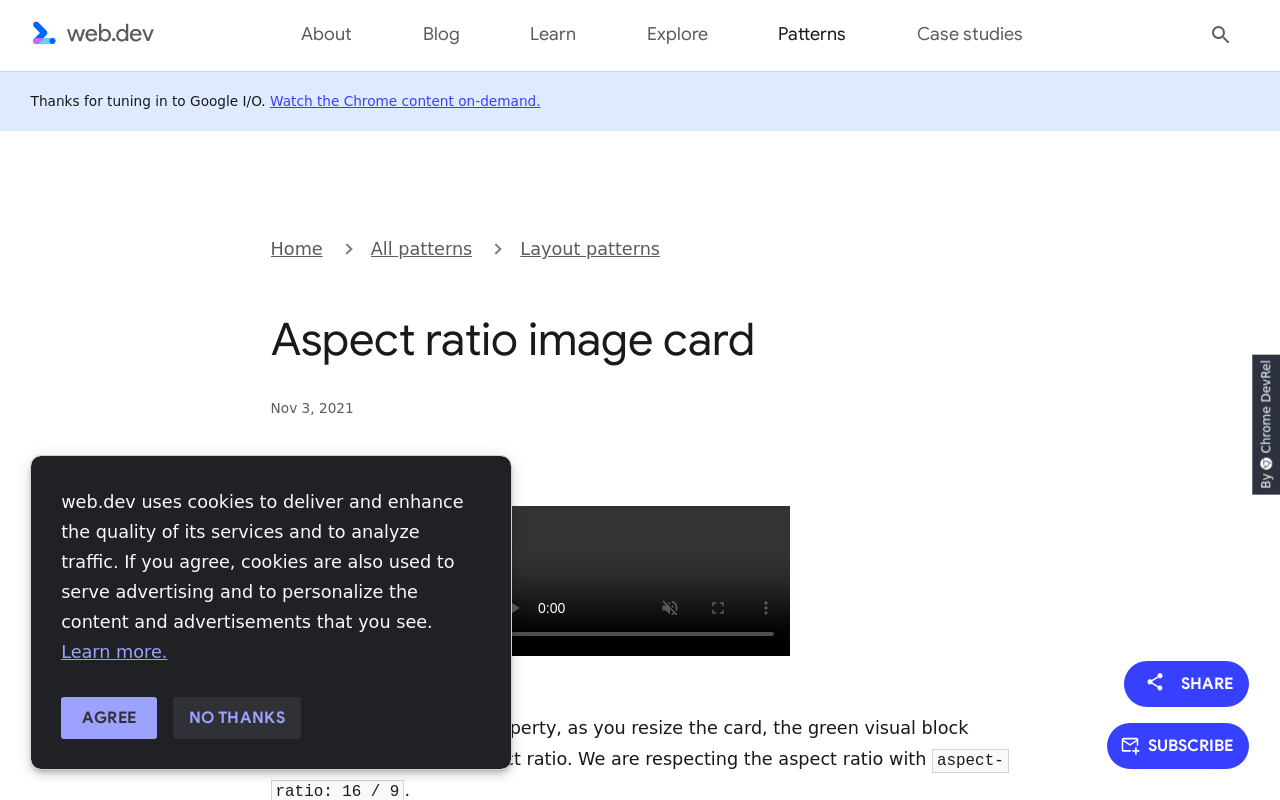 web.dev
About
Blog
Learn
Explore
Patterns
Case studies
Thanks for tuning in to Google I/O. Watch the Chrome content on-demand.
Home
All patterns
Layout patterns
Aspect ratio image card
Nov 3, 2021
By Chrome DevRel
web.dev uses cookies to deliver and enhance
the quality of its services and to analyze
traffic. If you agree, cookies are also used to
serve advertising and to personalize the
content and advertisements that you see.
Learn more.
AGREE
NO THANKS
0:00
SHARE
SUBSCRIBE
perty, as you resize the card, the green visual block
ct ratio. We are respecting the aspect ratio with aspect-
ratio: 16 / 9.